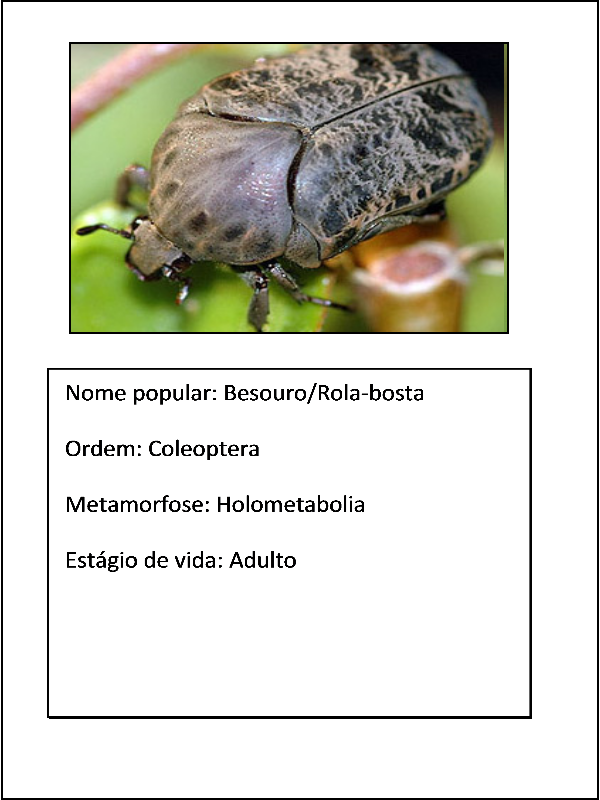 Nome popular: Besouro/Rola-bosta
Ordem: Coleoptera
Metamorfose: Holometabolia
Estágio de vida: Adulto